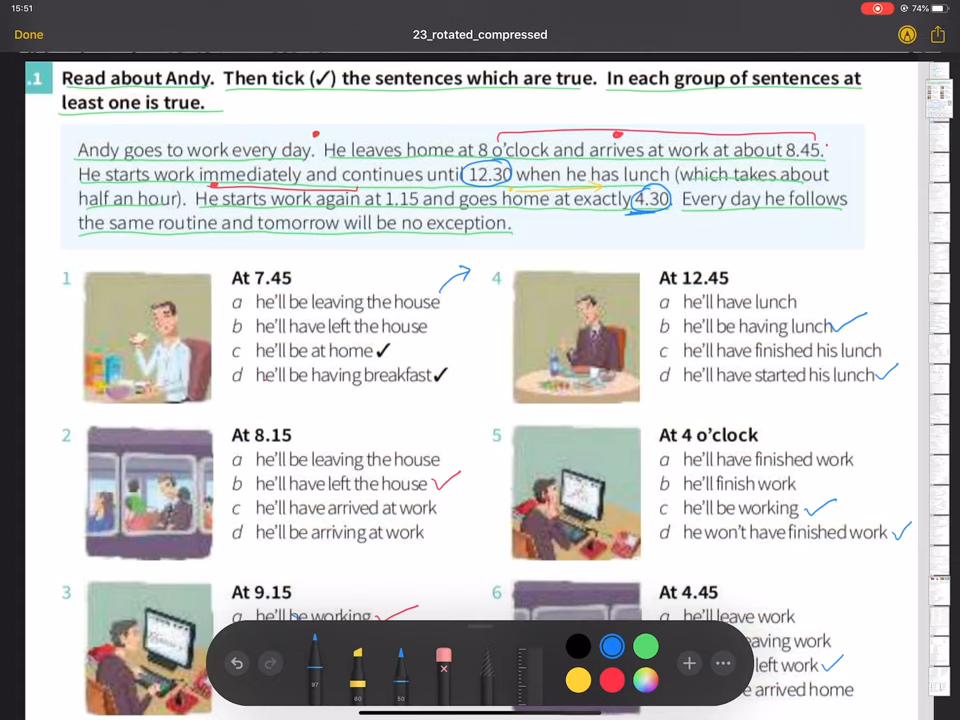 15:51
74%
Done
23_rotated_compressed
.1 Read about Andy. Then tick (✓) the sentences which are true. In each group of sentences at
least one is true.
Andy goes to work every day. He leaves home at 8 o'clock and arrives at work at about 8.45.
He starts work immediately and continues until 12.30 when he has lunch (which takes about
half an hour). He starts work again at 1.15 and goes home at exactly 4.30. Every day he follows
the same routine and tomorrow will be no exception.
1
At 7.45
a he'll be leaving the house
b he'll have left the house
c he'll be at home ✓
d he'll be having breakfast ✓
2
At 8.15
a he'll be leaving the house
b he'll have left the house
c he'll have arrived at work
d he'll be arriving at work
3
At 9.15
a he'll be working
4
At 12.45
a he'll have lunch
b he'll be having lunch
c he'll have finished his lunch
d he'll have started his lunch
5
At 4 o'clock
a he'll have finished work
b he'll finish work
c he'll be working
d he won't have finished work
6
At 4.45
he'll leave work
eaving work
left work
e arrived home
97
80
50